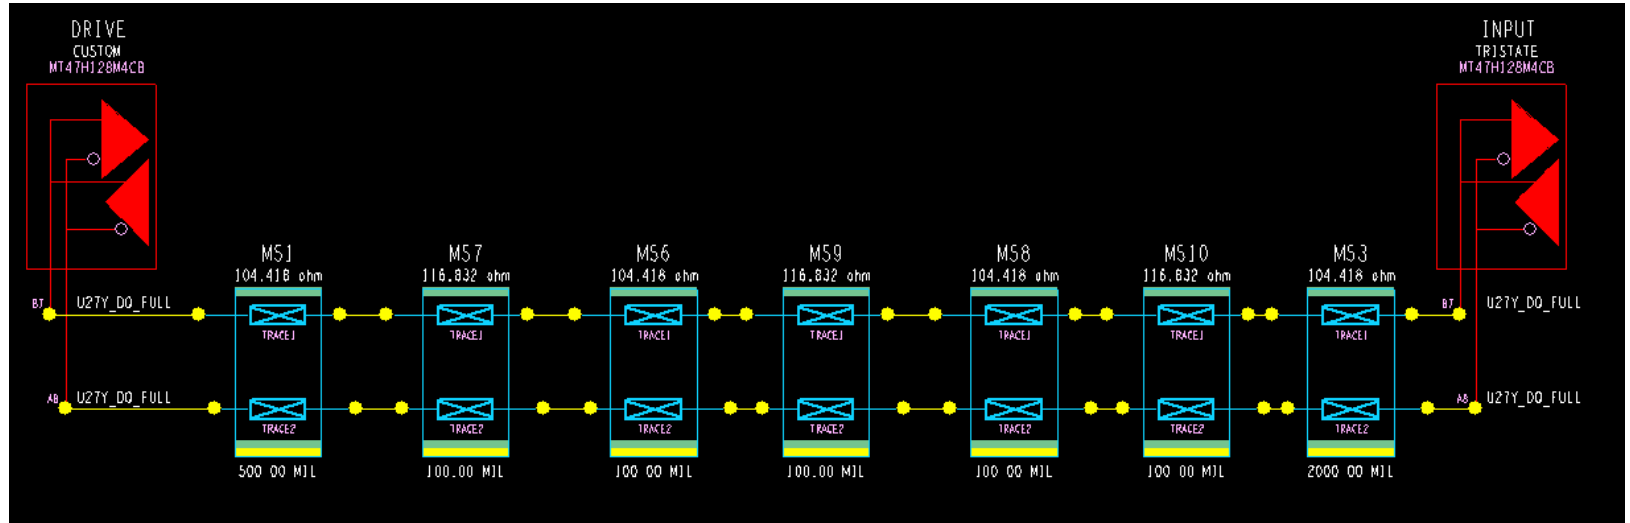 DRIVE
CUSTOM
MT47H128M4CB
INPUT
TRISTATE
MT47H128M4CB
MS1
104.418 ohm
MS7
116.832 ohm
MS6
104.418 ohm
MS9
116.832 ohm
MS8
104.418 ohm
MS10
116.832 ohm
MS3
104.418 ohm
B7
U27Y_DQ_FULL
TRACE1
TRACE1
TRACE1
TRACE1
TRACE1
TRACE1
TRACE1
B7
U27Y_DQ_FULL
A8
U27Y_DQ_FULL
TRACE2
TRACE2
TRACE2
TRACE2
TRACE2
TRACE2
TRACE2
A8
U27Y_DQ_FULL
500 00 MIL
100.00 MIL
100 00 MIL
100.00 MIL
100 00 MIL
100 00 MIL
2000 00 MIL